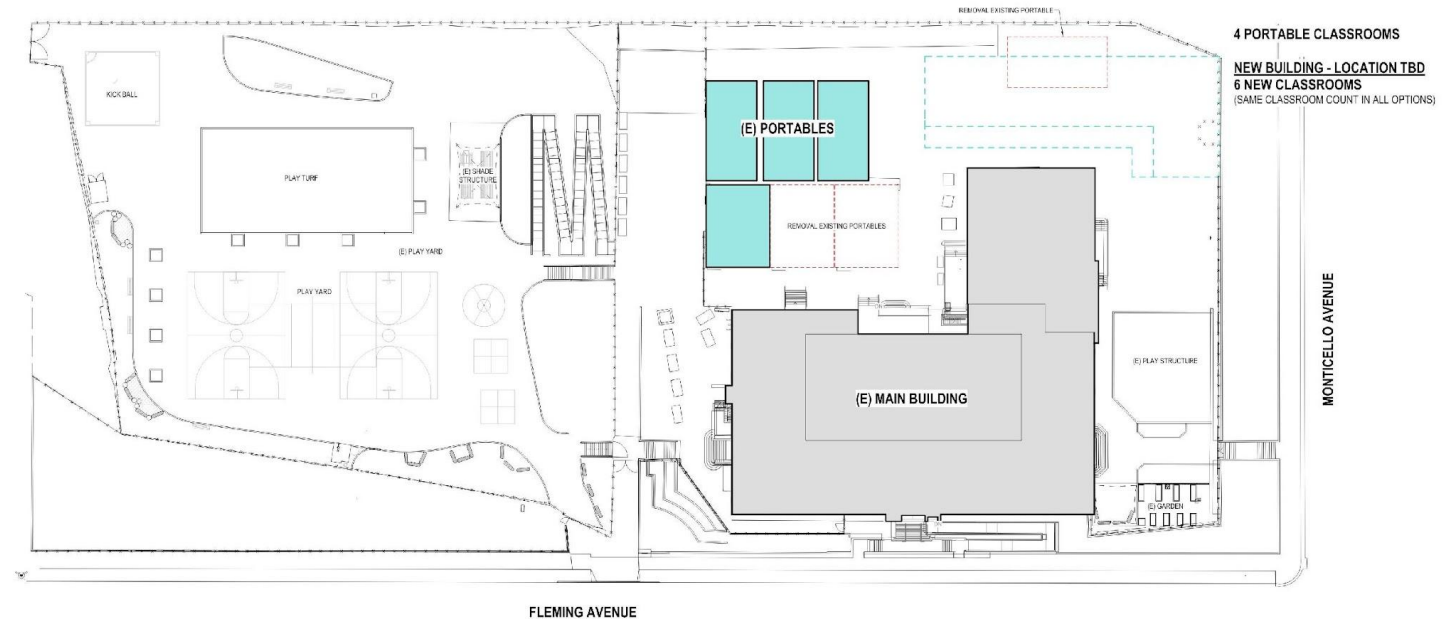 REMOVAL EXISTING PORTABLE
4 PORTABLE CLASSROOMS
NEW BUILDING - LOCATION TBD
6 NEW CLASSROOMS
(SAME CLASSROOM COUNT IN ALL OPTIONS)
KICK BALL
(E) PORTABLES
PLAY TURF
(E) SHADE
STRUCTURE
REMOVAL EXISTING PORTABLES
(E) PLAY YARD
PLAY YARD
(E) PLAY STRUCTURE
MONTICELLO AVENUE
(E) MAIN BUILDING
(E) GARDEN
FLEMING AVENUE